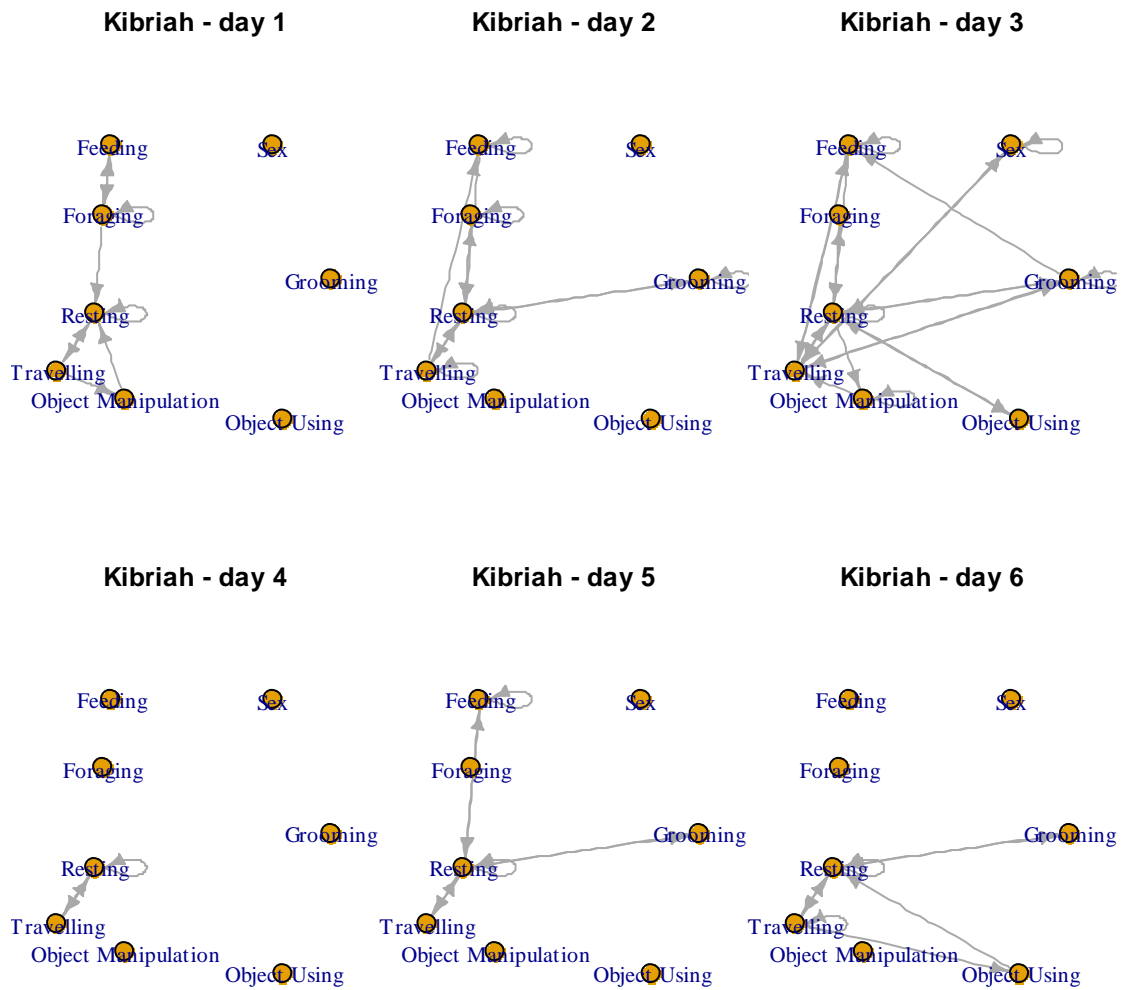 Kibriah - day 1
Feeding
Sex
Foraging
Grooming
Resting
Travelling
Object Manipulation
Object Using
Kibriah - day 2
Feeding
Sex
Foraging
Grooming
Resting
Travelling
Object Manipulation
Object Using
Kibriah - day 3
Feeding
Sex
Foraging
Grooming
Resting
Travelling
Object Manipulation
Object Using
Kibriah - day 4
Feeding
Sex
Foraging
Grooming
Resting
Travelling
Object Manipulation
Object Using
Kibriah - day 5
Feeding
Sex
Foraging
Grooming
Resting
Travelling
Object Manipulation
Object Using
Kibriah - day 6
Feeding
Sex
Foraging
Grooming
Resting
Travelling
Object Manipulation
Object Using